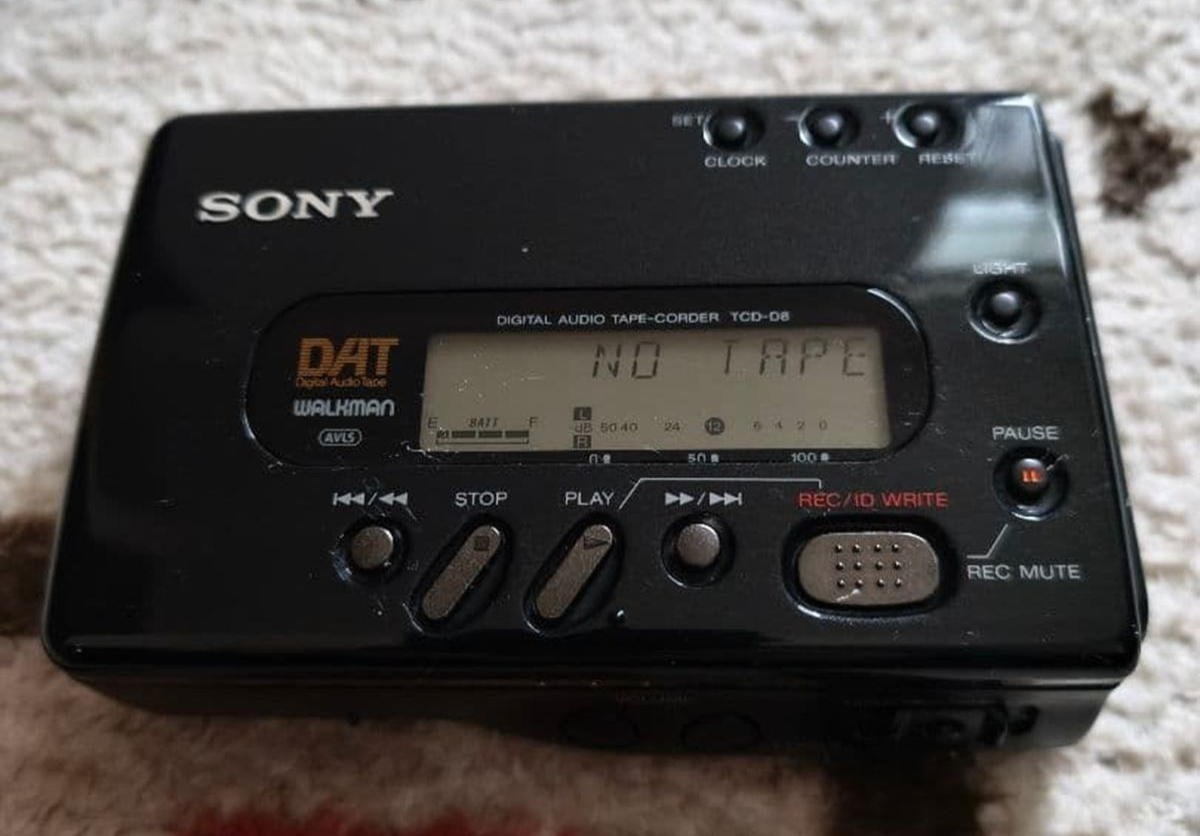 SET - +
CLOCK COUNTER RESET
SONY
LIGHT
DIGITAL AUDIO TAPE-CORDER TCD-D8
DAT
Digital Audio Tape
WALKMAN
AVLS
NO TAPE
E BATT F
L
dB 60 40 24 12 6 4 2 0
R
0 50 100
PAUSE
STOP PLAY REC/ID WRITE
REC MUTE
VOLUME